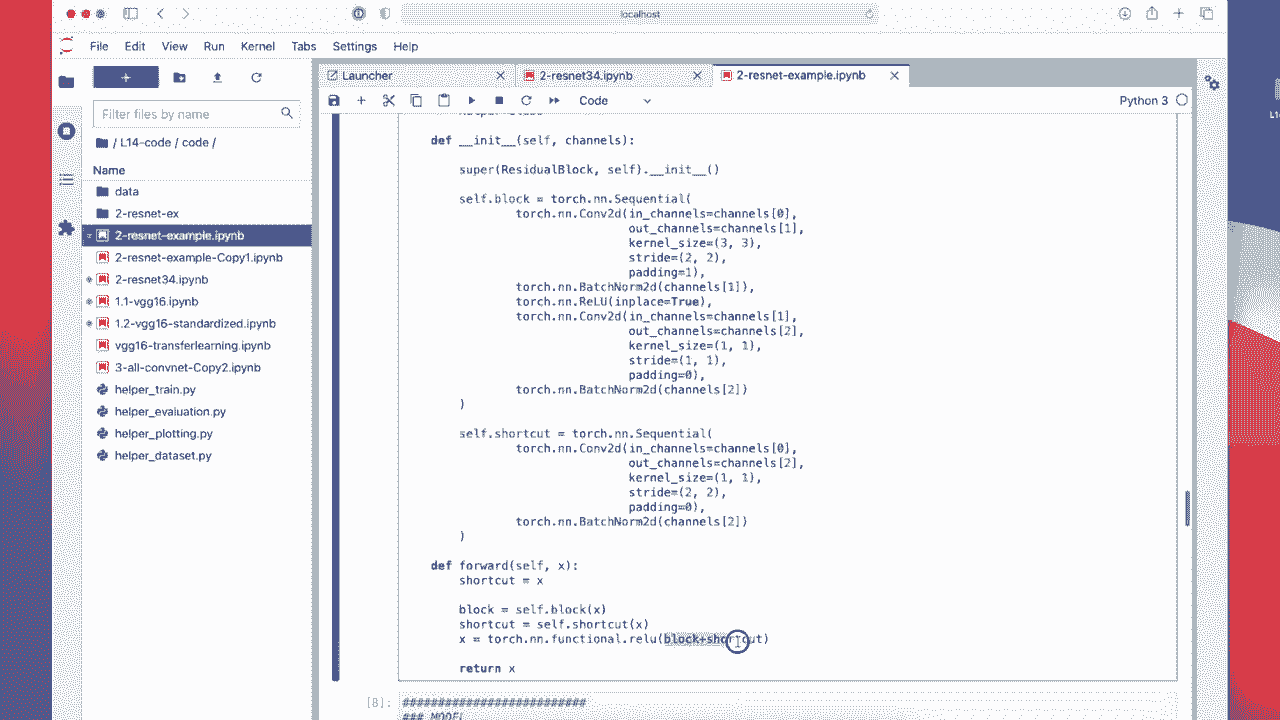 localhost
File Edit View Run Kernel Tabs Settings Help
Launcher
2-resnet34.ipynb
2-resnet-example.ipynb
Code
Python 3
Filter files by name
/ L14-code / code /
Name
data
2-resnet-ex
2-resnet-example.ipynb
2-resnet-example-Copy1.ipynb
2-resnet34.ipynb
1.1-vgg16.ipynb
1.2-vgg16-standardized.ipynb
vgg16-transferlearning.ipynb
3-all-convnet-Copy2.ipynb
helper_train.py
helper_evaluation.py
helper_plotting.py
helper_dataset.py
def __init__(self, channels):
super(ResidualBlock, self).__init__()
self.block = torch.nn.Sequential(
torch.nn.Conv2d(in_channels=channels[0],
out_channels=channels[1],
kernel_size=(3, 3),
stride=(2, 2),
padding=1),
torch.nn.BatchNorm2d(channels[1]),
torch.nn.ReLU(inplace=True),
torch.nn.Conv2d(in_channels=channels[1],
out_channels=channels[2],
kernel_size=(1, 1),
stride=(1, 1),
padding=0),
torch.nn.BatchNorm2d(channels[2])
)
self.shortcut = torch.nn.Sequential(
torch.nn.Conv2d(in_channels=channels[0],
out_channels=channels[2],
kernel_size=(1, 1),
stride=(2, 2),
padding=0),
torch.nn.BatchNorm2d(channels[2])
)
def forward(self, x):
shortcut = x
block = self.block(x)
shortcut = self.shortcut(x)
x = torch.nn.functional.relu(block+shortcut)
return x
[8]: ##########################
### MODEL
L14